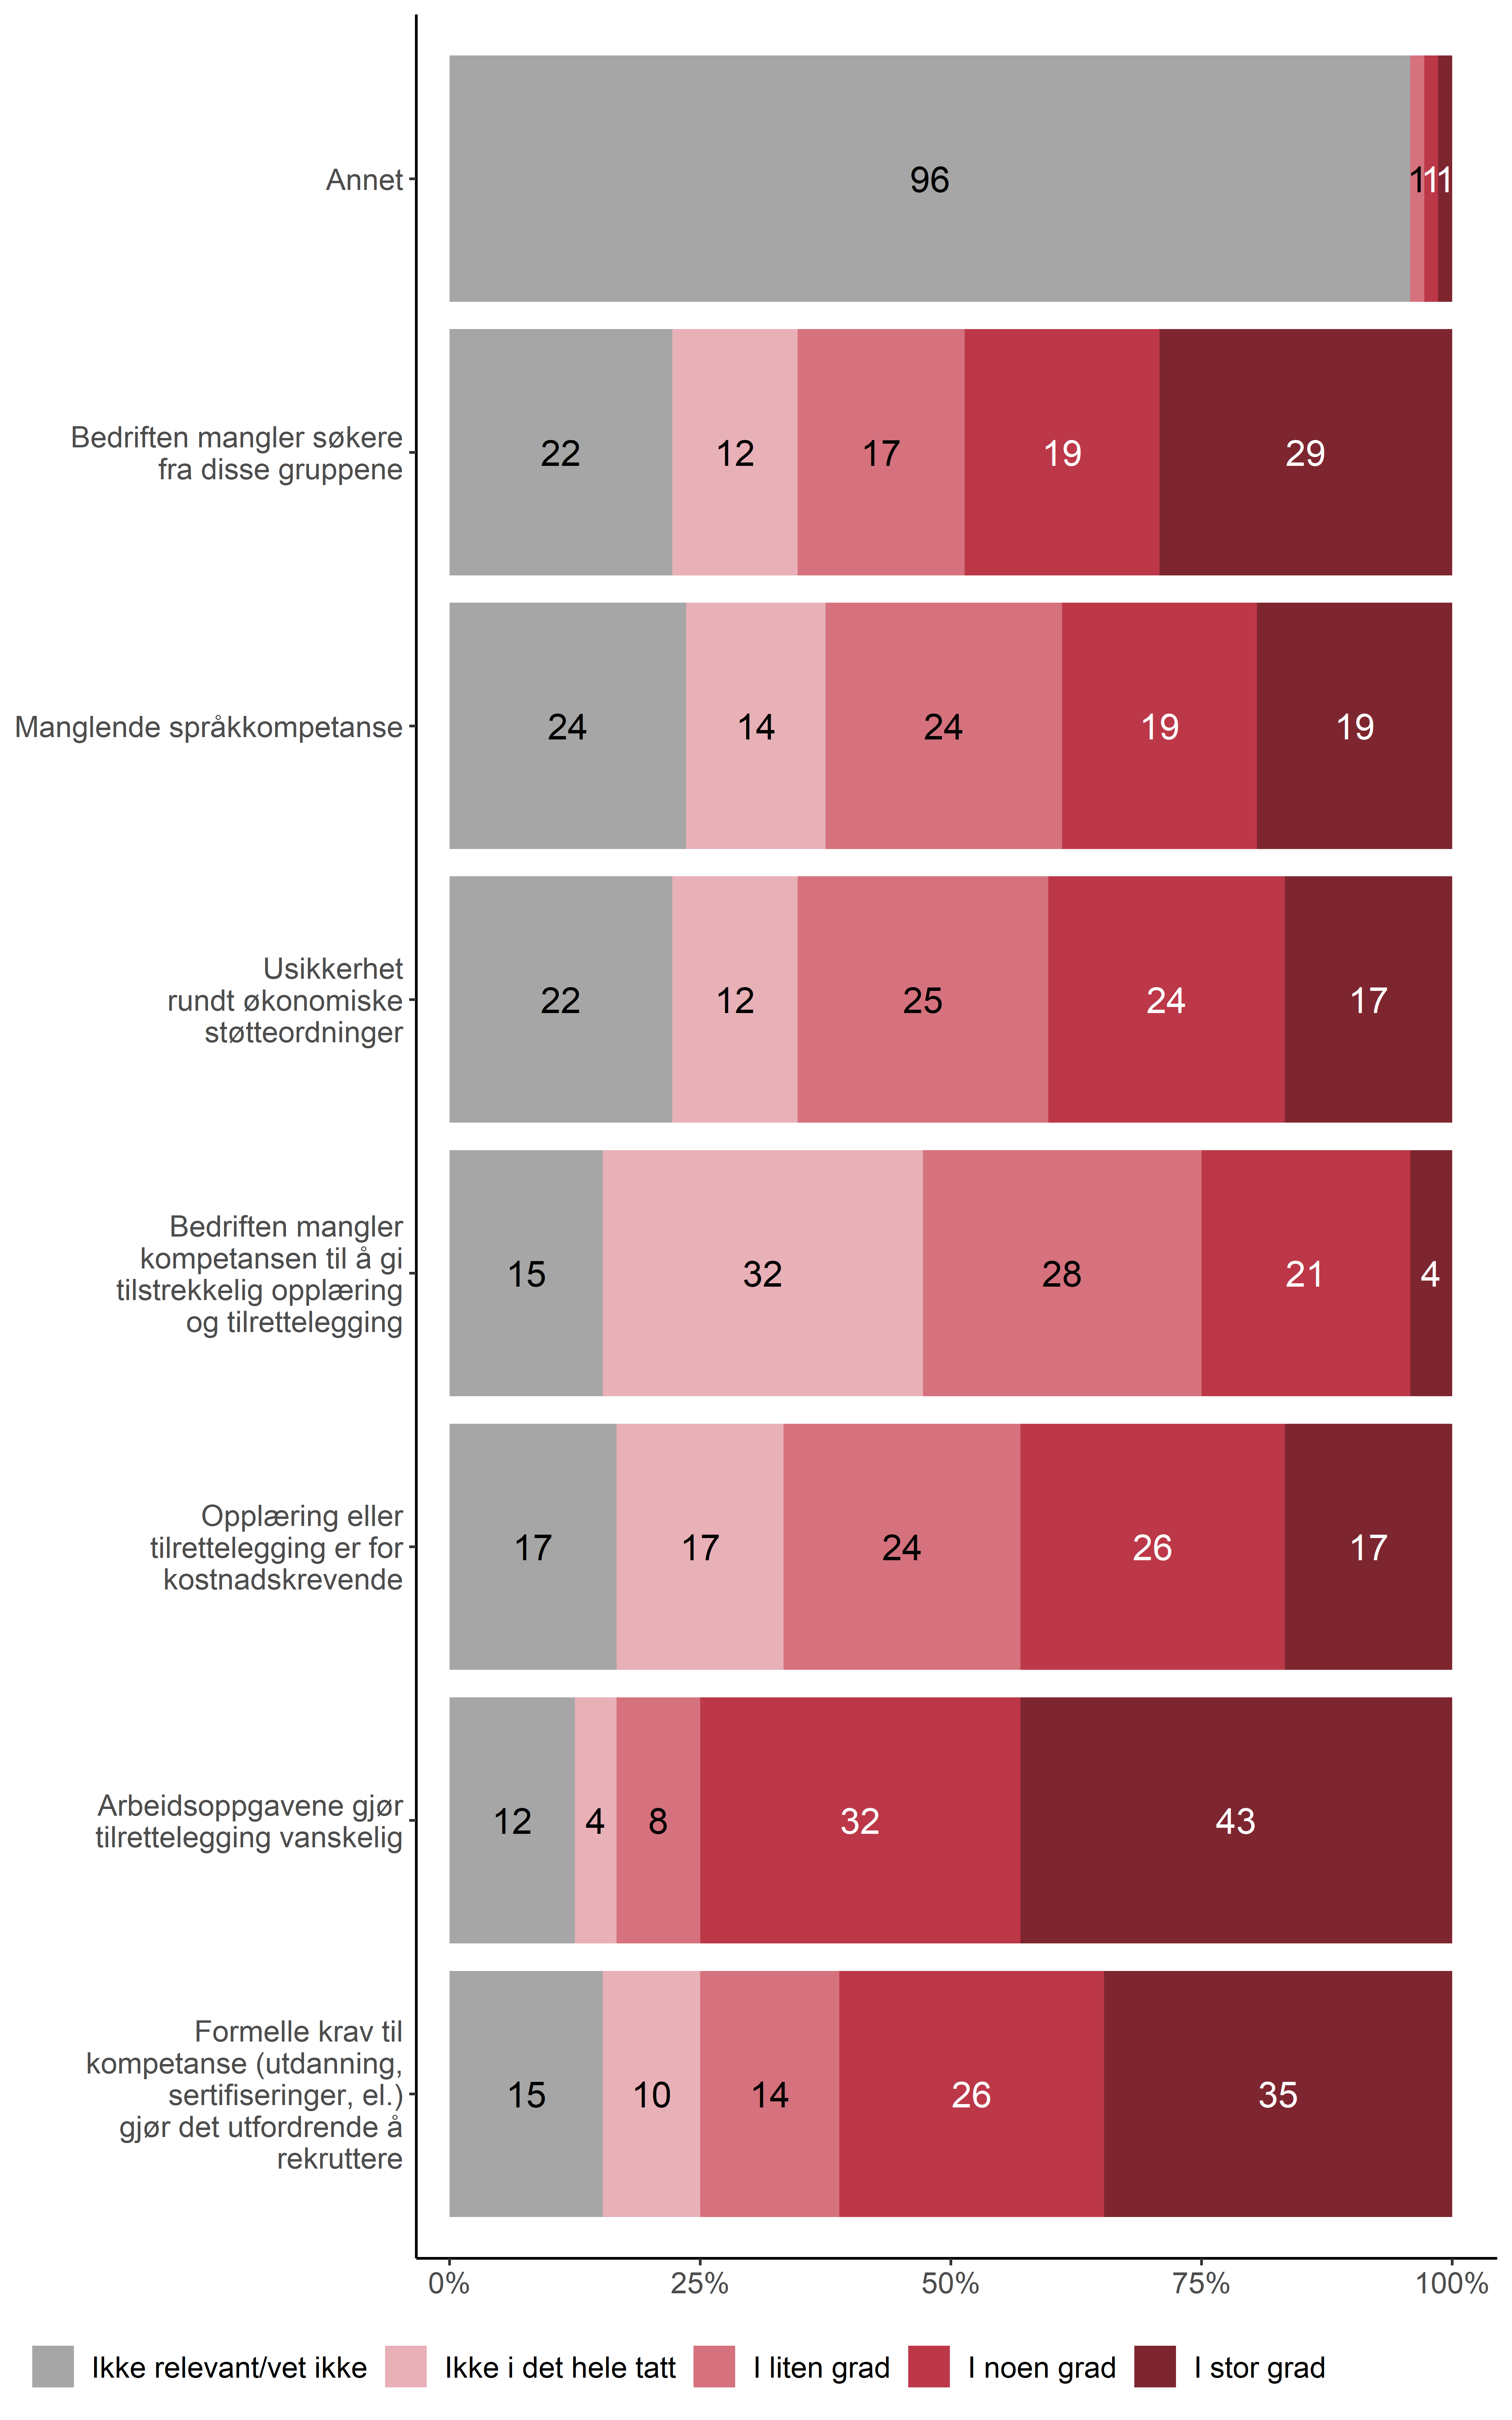 Annet
96
1
1
1
Bedriften mangler søkere
fra disse gruppene
22
12
17
19
29
Manglende språkkompetanse
24
14
24
19
19
Usikkerhet
rundt økonomiske
støtteordninger
22
12
25
24
17
Bedriften mangler
kompetansen til å gi
tilstrekkelig opplæring
og tilrettelegging
15
32
28
21
4
Opplæring eller
tilrettelegging er for
kostnadskrevende
17
17
24
26
17
Arbeidsoppgavene gjør
tilrettelegging vanskelig
12
4
8
32
43
Formelle krav til
kompetanse (utdanning,
sertifiseringer, el.)
gjør det utfordrende å
rekruttere
15
10
14
26
35
0%
25%
50%
75%
100%
Ikke relevant/vet ikke
Ikke i det hele tatt
I liten grad
I noen grad
I stor grad